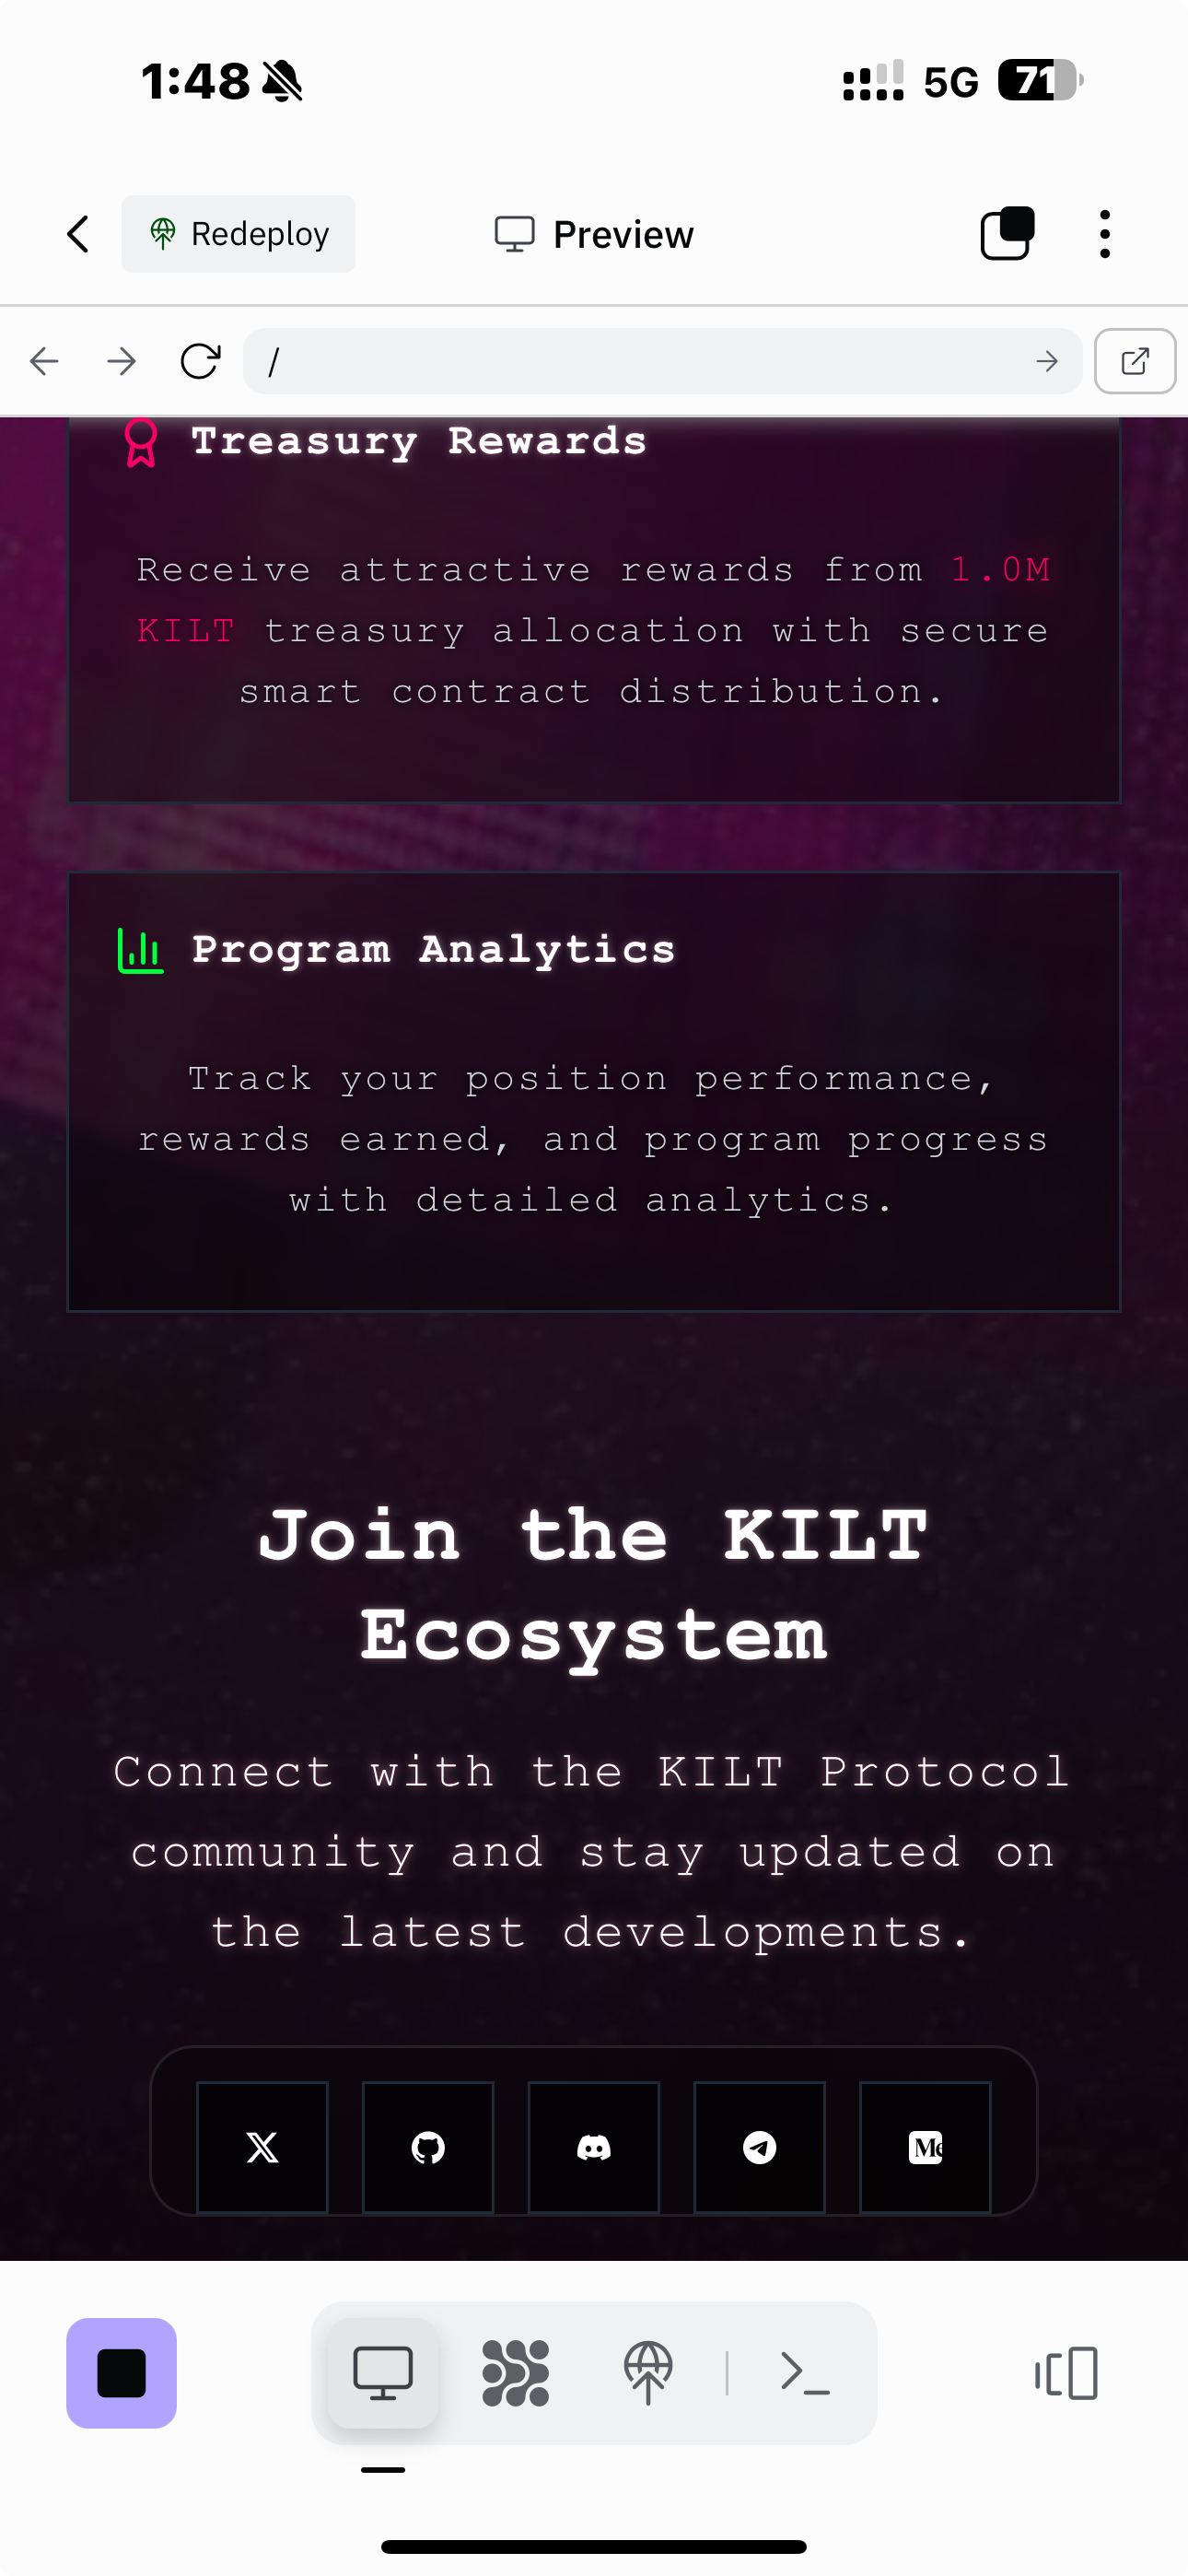 1:48
5G
71
Redeploy
Preview
/
Treasury Rewards
Receive attractive rewards from 1.0M
KILT treasury allocation with secure
smart contract distribution.
Program Analytics
Track your position performance,
rewards earned, and program progress
with detailed analytics.
Join the KILT
Ecosystem
Connect with the KILT Protocol
community and stay updated on
the latest developments.